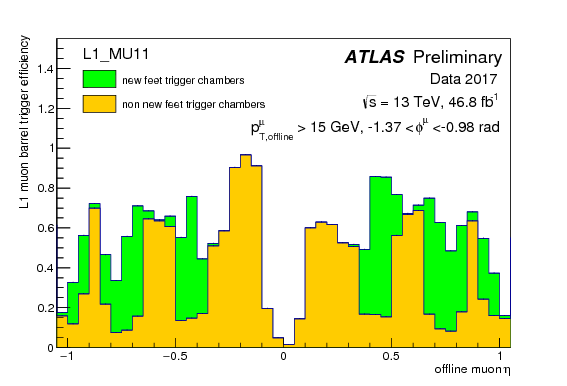 L1_MU11
ATLAS Preliminary
new feet trigger chambers
Data 2017
non new feet trigger chambers
√s = 13 TeV, 46.8 fb⁻¹
p^μ_T,offline > 15 GeV, -1.37 < ϕ^μ < -0.98 rad
L1 muon barrel trigger efficiency
1.4
1.2
1
0.8
0.6
0.4
0.2
0
−1 −0.5 0 0.5 1
offline muon η